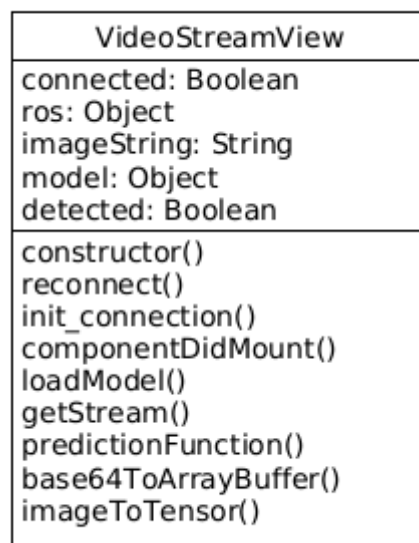 VideoStreamView
connected: Boolean
ros: Object
imageString: String
model: Object
detected: Boolean
constructor()
reconnect()
init_connection()
componentDidMount()
loadModel()
getStream()
predictionFunction()
base64ToArrayBuffer()
imageToTensor()